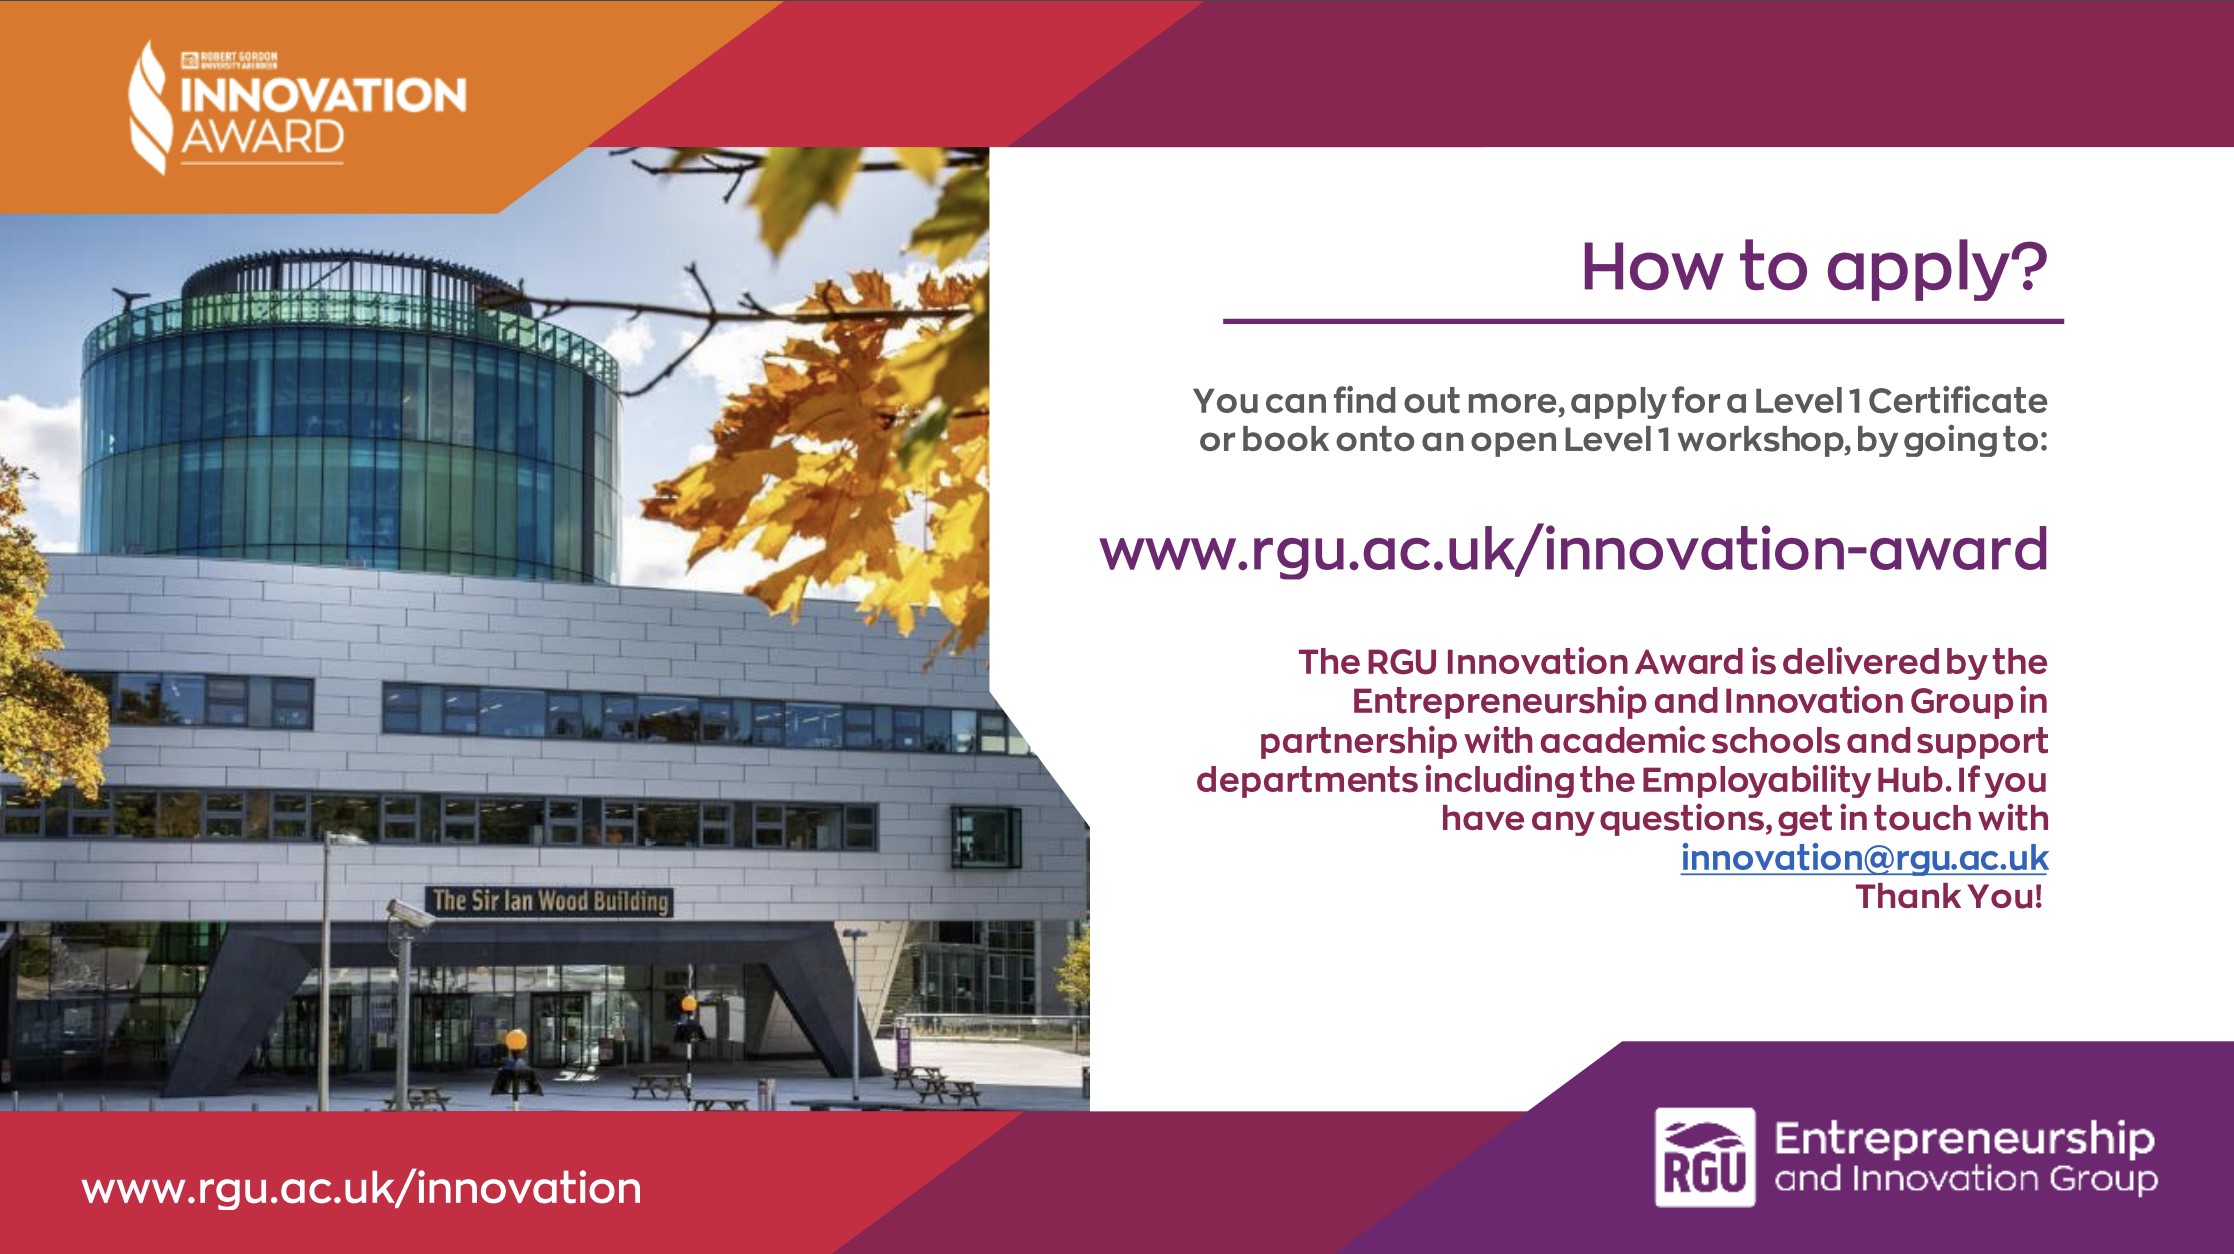 ROBERT GORDON
UNIVERSITY ABERDEEN
INNOVATION
AWARD
How to apply?
You can find out more, apply for a Level 1 Certificate
or book onto an open Level 1 workshop, by going to:
www.rgu.ac.uk/innovation-award
The RGU Innovation Award is delivered by the
Entrepreneurship and Innovation Group in
partnership with academic schools and support
departments including the Employability Hub. If you
have any questions, get in touch with
innovation@rgu.ac.uk
Thank You!
The Sir Ian Wood Building
www.rgu.ac.uk/innovation
RGU
Entrepreneurship
and Innovation Group